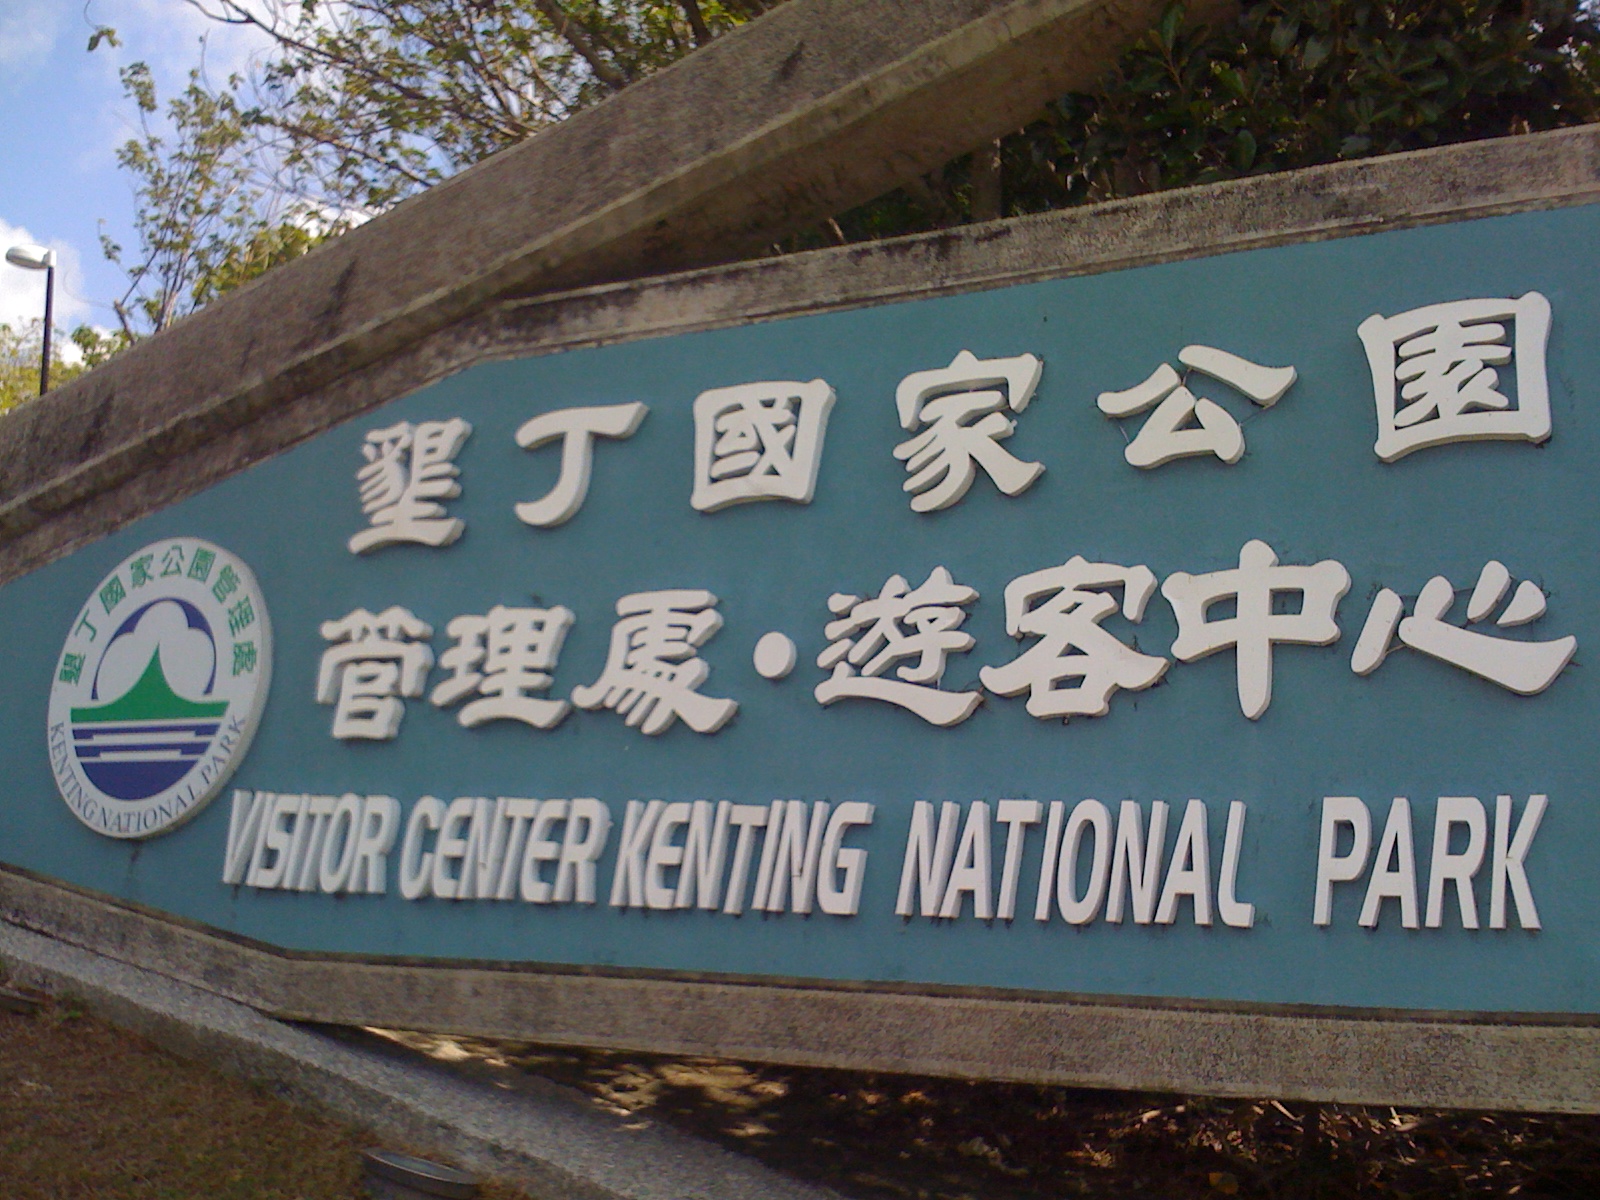 墾丁國家公園
管理處·遊客中心
VISITOR CENTER KENTING NATIONAL PARK
墾丁國家公園管理處
KENTING NATIONAL PARK